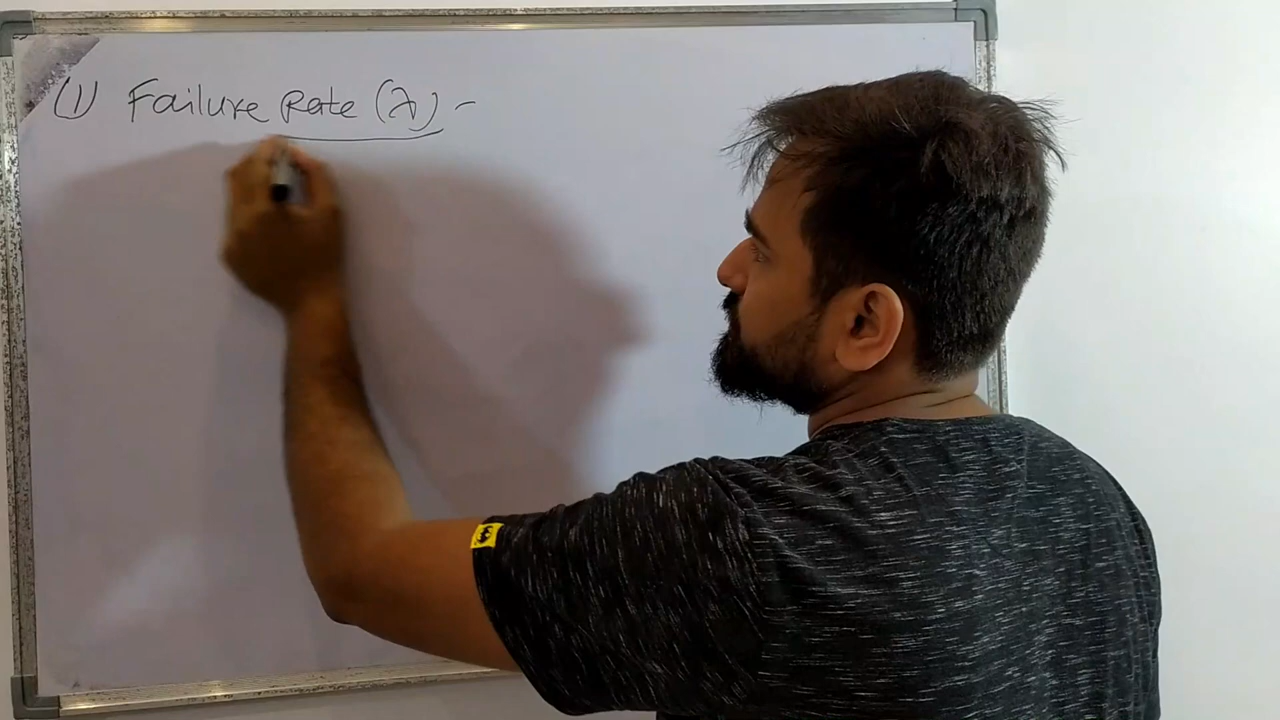 (1) Failure Rate (λ) -